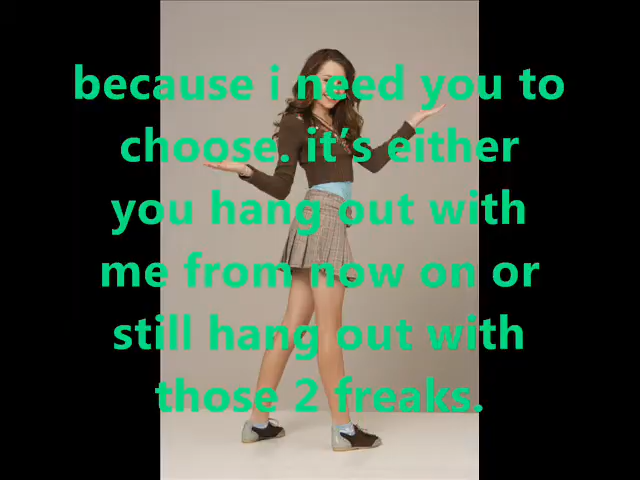 because i need you to
choose. it's either
you hang out with
me from now on or
still hang out with
those 2 freaks.